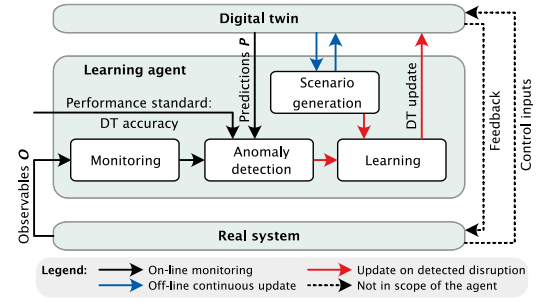 Digital twin
Learning agent
Performance standard:
DT accuracy
Predictions P
Scenario
generation
DT update
Feedback
Control inputs
Observables O
Monitoring
Anomaly
detection
Learning
Real system
Legend:
On-line monitoring
Update on detected disruption
Off-line continuous update
Not in scope of the agent